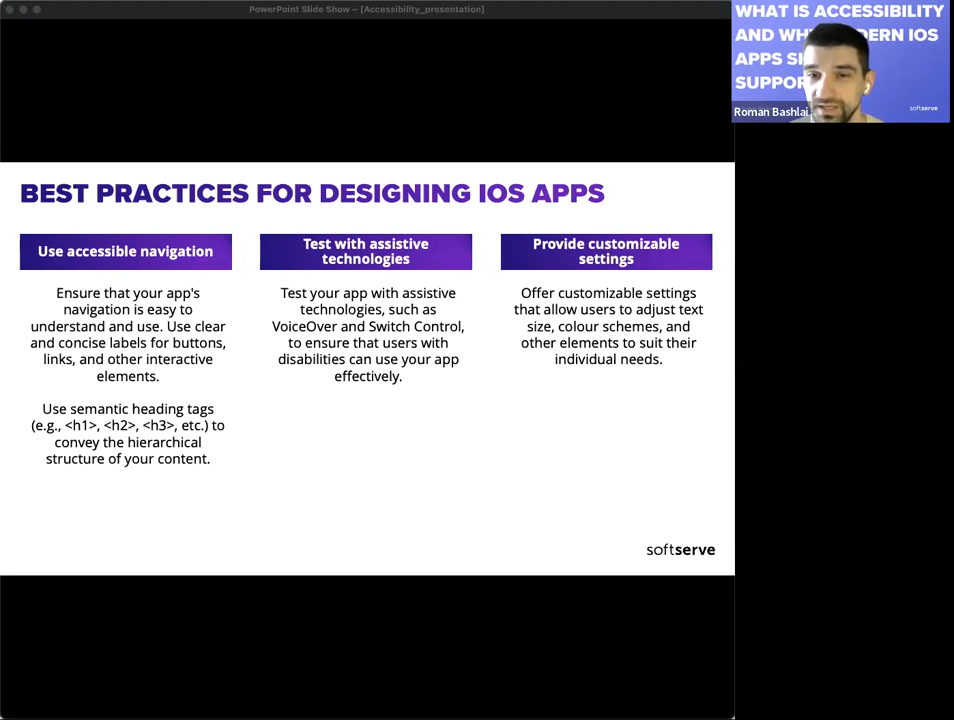 PowerPoint Slide Show – [Accessibility_presentation]
WHAT IS ACCESSIBILITY
AND
IOS
APPS
softserve
Roman Bashlai
BEST PRACTICES FOR DESIGNING IOS APPS
Use accessible navigation
Ensure that your app's
navigation is easy to
understand and use. Use clear
and concise labels for buttons,
links, and other interactive
elements.
Use semantic heading tags
(e.g., <h1>, <h2>, <h3>, etc.) to
convey the hierarchical
structure of your content.
Test with assistive
technologies
Test your app with assistive
technologies, such as
VoiceOver and Switch Control,
to ensure that users with
disabilities can use your app
effectively.
Provide customizable
settings
Offer customizable settings
that allow users to adjust text
size, colour schemes, and
other elements to suit their
individual needs.
softserve